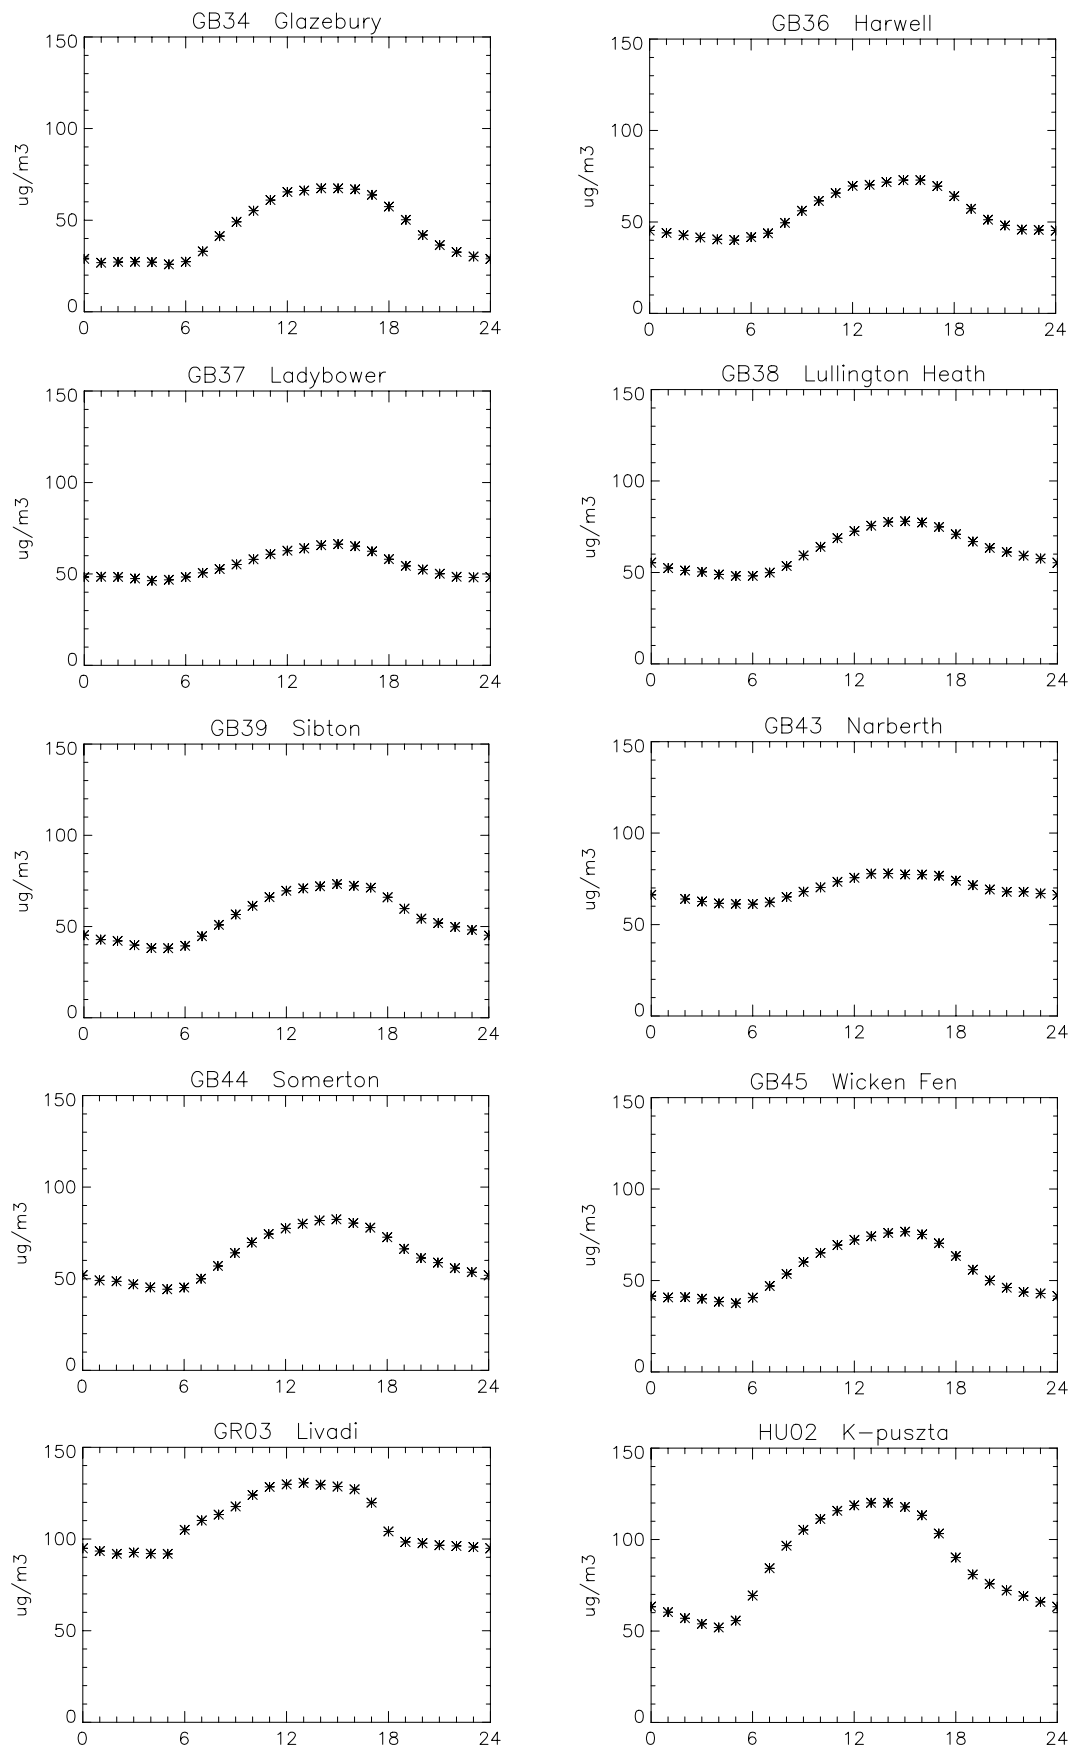 GB34 Glazebury
150
100
50
0
ug/m3
0 6 12 18 24
GB36 Harwell
150
100
50
0
ug/m3
0 6 12 18 24
GB37 Ladybower
150
100
50
0
ug/m3
0 6 12 18 24
GB38 Lullington Heath
150
100
50
0
ug/m3
0 6 12 18 24
GB39 Sibton
150
100
50
0
ug/m3
0 6 12 18 24
GB43 Narberth
150
100
50
0
ug/m3
0 6 12 18 24
GB44 Somerton
150
100
50
0
ug/m3
0 6 12 18 24
GB45 Wicken Fen
150
100
50
0
ug/m3
0 6 12 18 24
GR03 Livadi
150
100
50
0
ug/m3
0 6 12 18 24
HU02 K-puszta
150
100
50
0
ug/m3
0 6 12 18 24